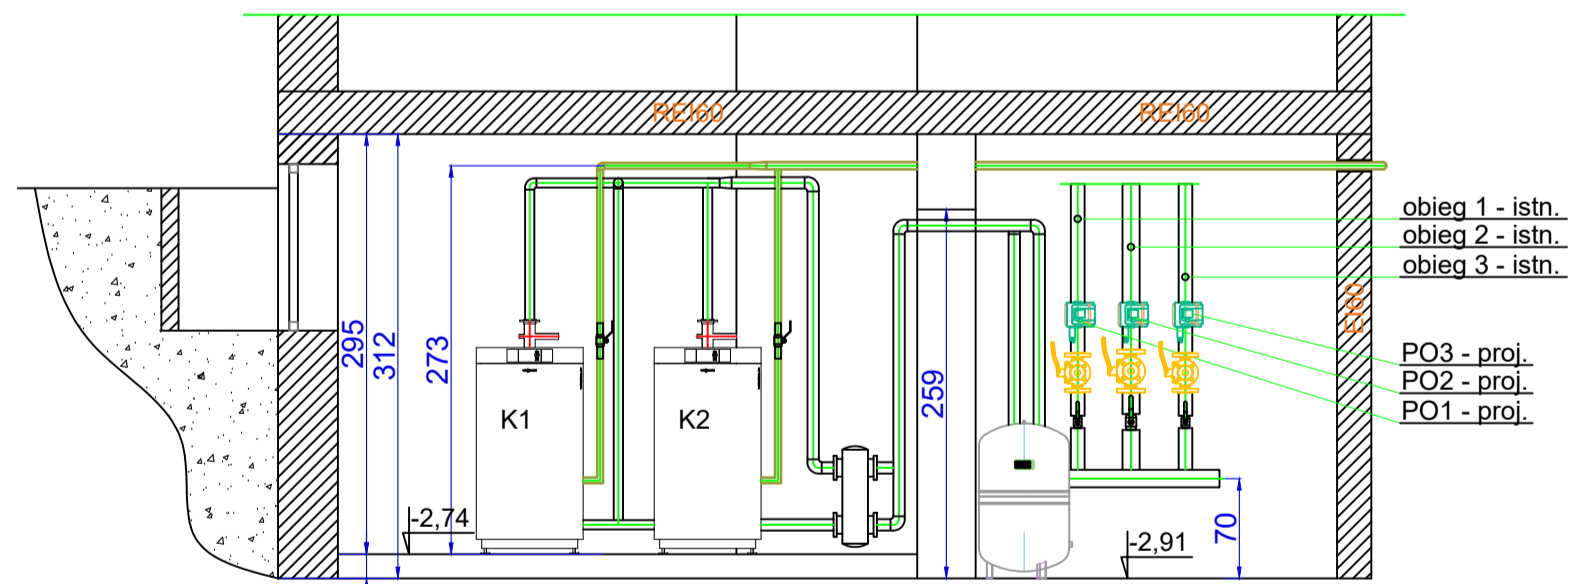 REI60
REI60
obieg 1 - istn.
obieg 2 - istn.
obieg 3 - istn.
EI60
295
312
273
PO3 - proj.
PO2 - proj.
PO1 - proj.
259
K1
K2
-2,74
70
-2,91